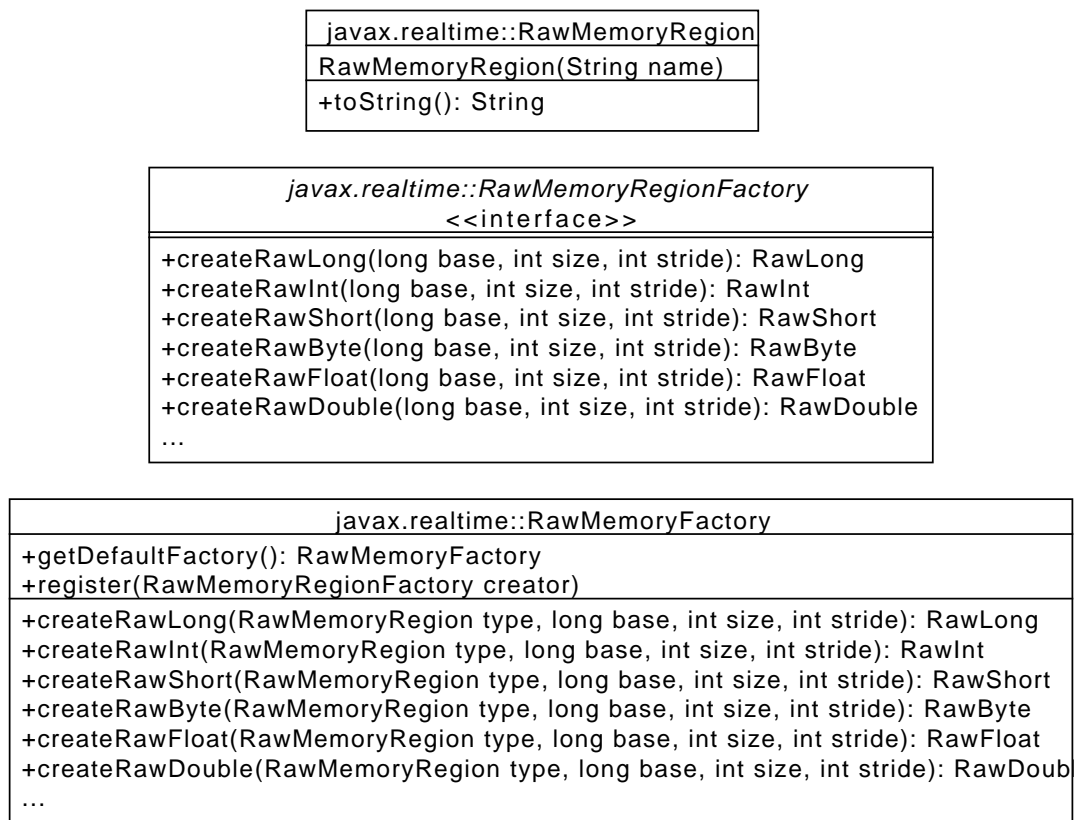 javax.realtime::RawMemoryRegion
RawMemoryRegion(String name)
+toString(): String
javax.realtime::RawMemoryRegionFactory
<<interface>>
+createRawLong(long base, int size, int stride): RawLong
+createRawInt(long base, int size, int stride): RawInt
+createRawShort(long base, int size, int stride): RawShort
+createRawByte(long base, int size, int stride): RawByte
+createRawFloat(long base, int size, int stride): RawFloat
+createRawDouble(long base, int size, int stride): RawDouble
...
javax.realtime::RawMemoryFactory
+getDefaultFactory(): RawMemoryFactory
+register(RawMemoryRegionFactory creator)
+createRawLong(RawMemoryRegion type, long base, int size, int stride): RawLong
+createRawInt(RawMemoryRegion type, long base, int size, int stride): RawInt
+createRawShort(RawMemoryRegion type, long base, int size, int stride): RawShort
+createRawByte(RawMemoryRegion type, long base, int size, int stride): RawByte
+createRawFloat(RawMemoryRegion type, long base, int size, int stride): RawFloat
+createRawDouble(RawMemoryRegion type, long base, int size, int stride): RawDoubl
...